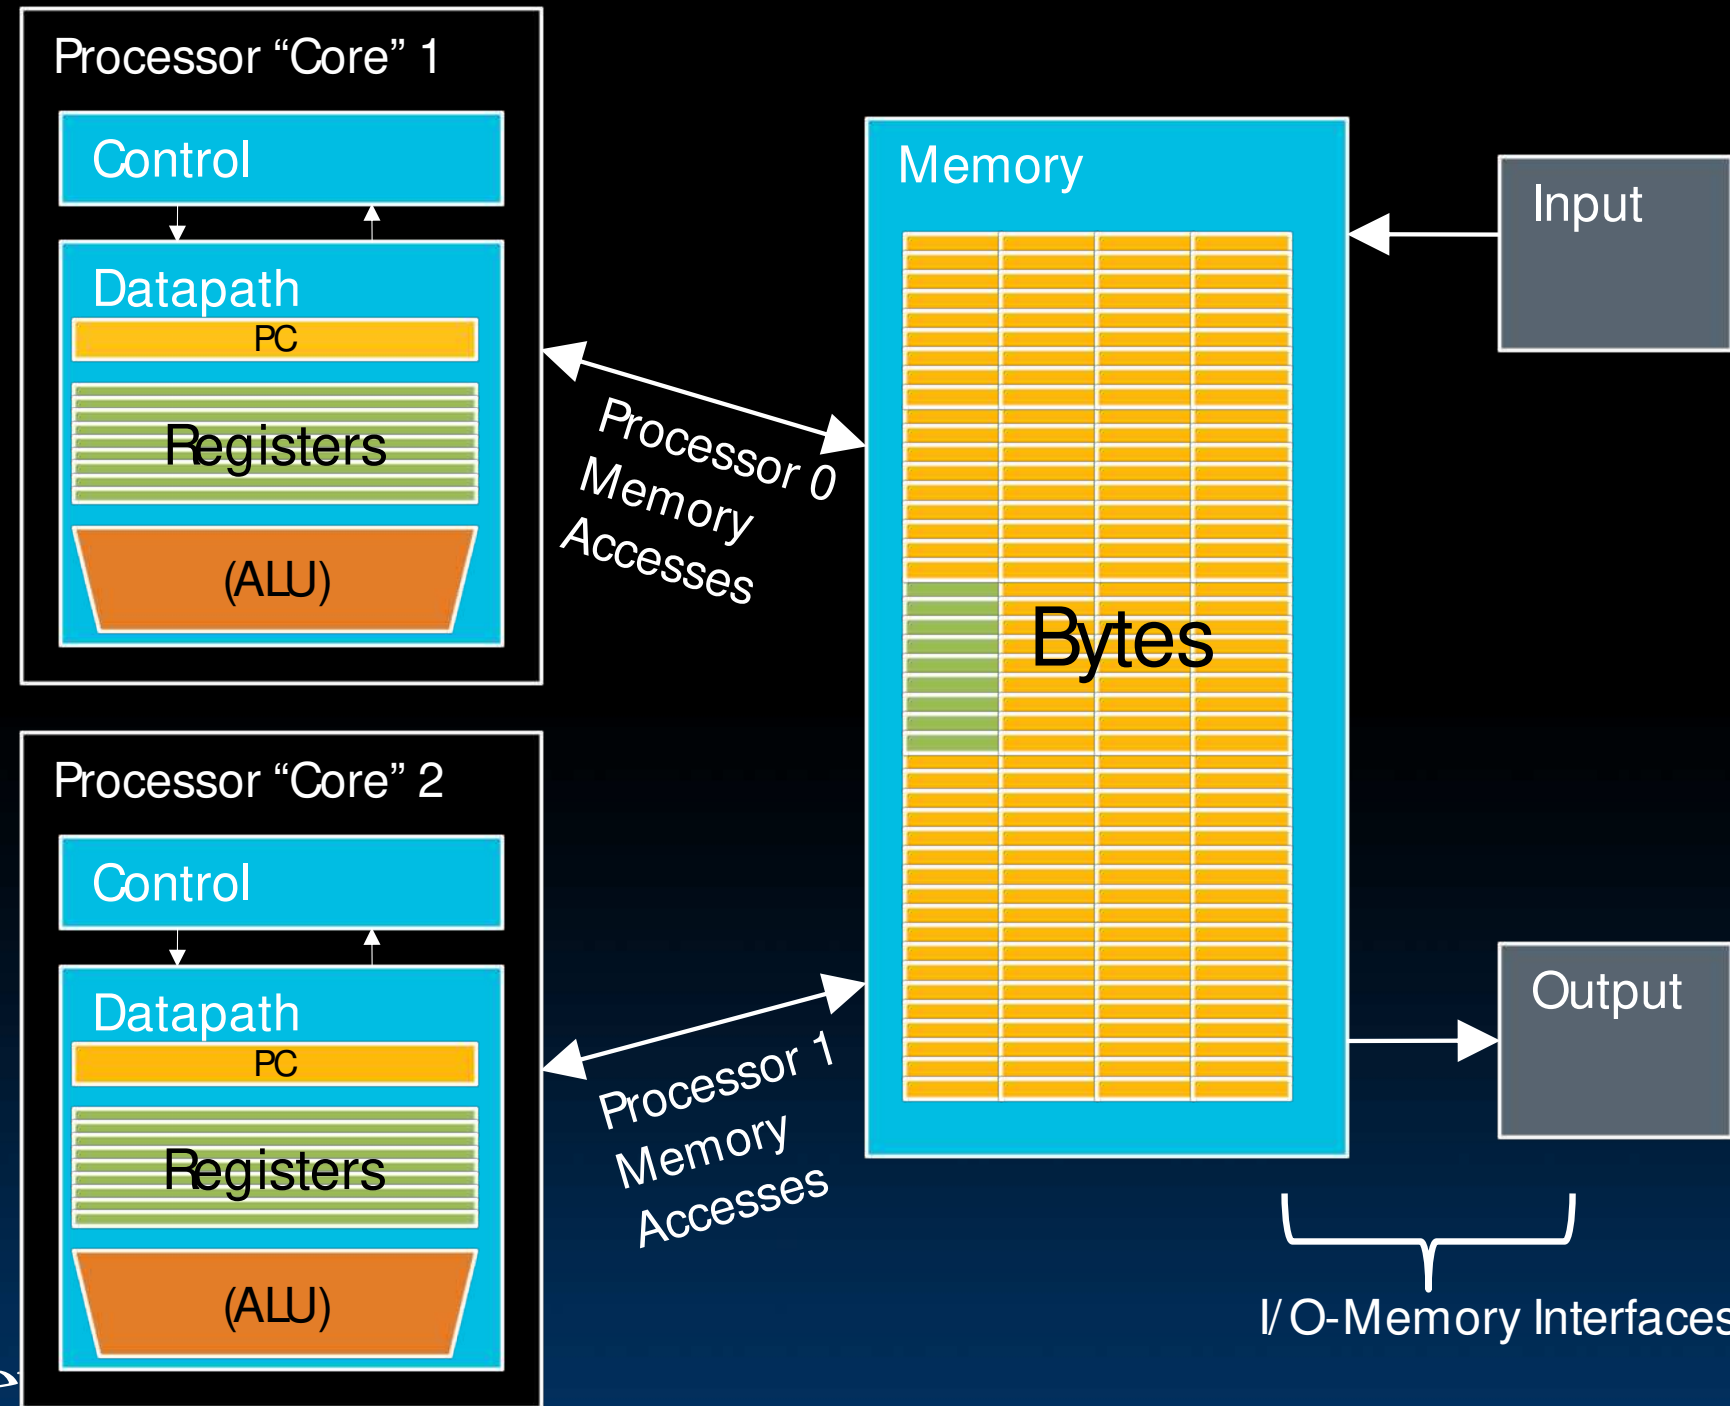 Processor “Core” 1
Control
Datapath
PC
Registers
(ALU)
Processor 0
Memory
Accesses
Memory
Bytes
Input
Processor “Core” 2
Control
Datapath
PC
Registers
(ALU)
Processor 1
Memory
Accesses
Output
I/O-Memory Interfaces